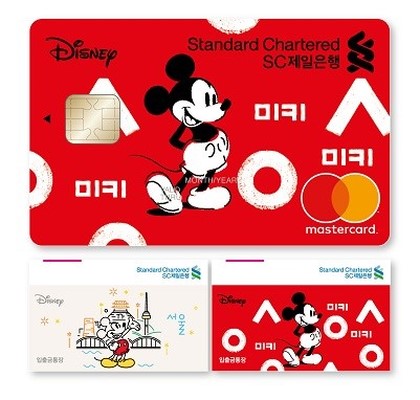 Disney
Standard Chartered
SC제일은행
미키
ㅅ
미키
미키
ㅇ
ㅇ
MONTH/YEAR
mastercard.
Standard Chartered
SC제일은행
Disney
서울
입출금통장
Standard Chartered
SC제일은행
Disney
ㅅ
ㅅ
미키
미키
ㅇ
ㅇ
입출금통장